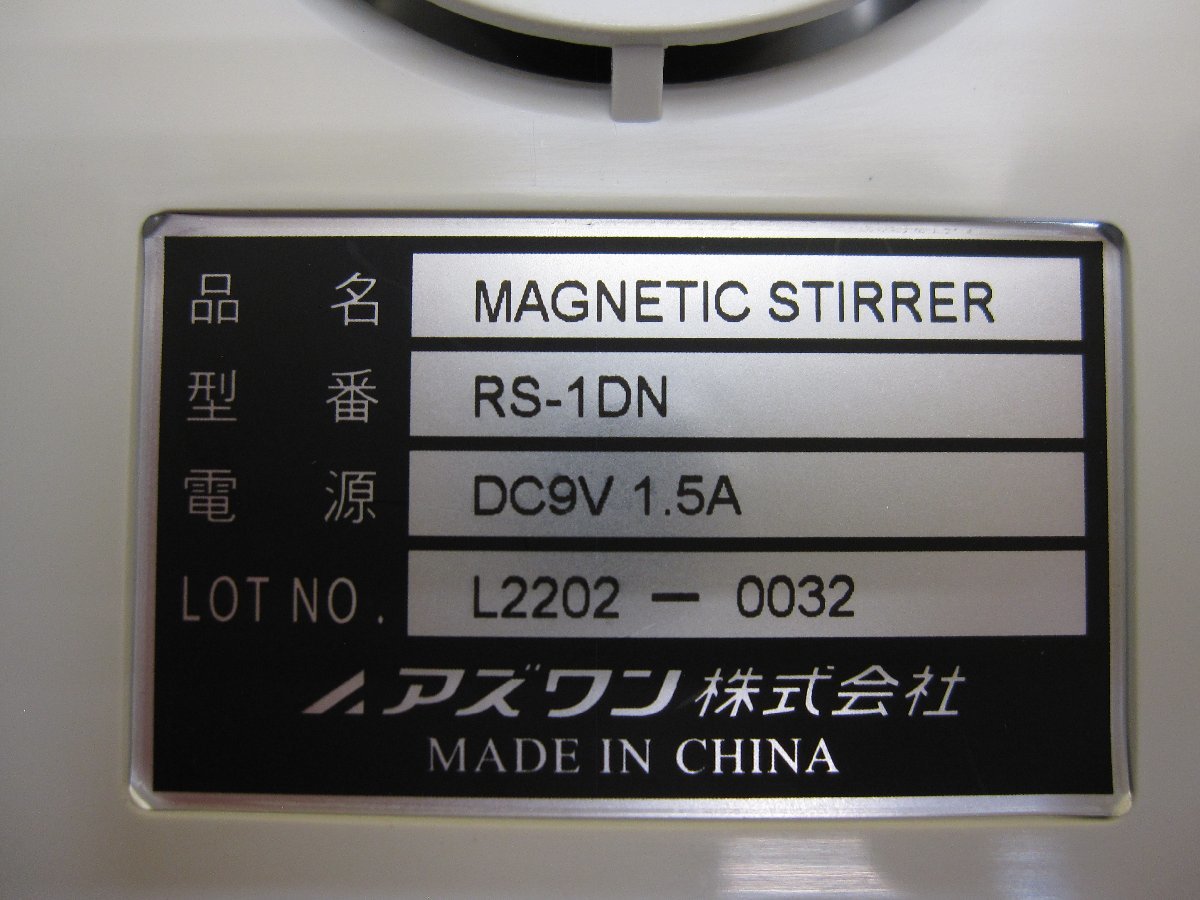 品名 MAGNETIC STIRRER
型番 RS-1DN
電源 DC9V 1.5A
LOT NO. L2202 — 0032
アズワン株式会社
MADE IN CHINA